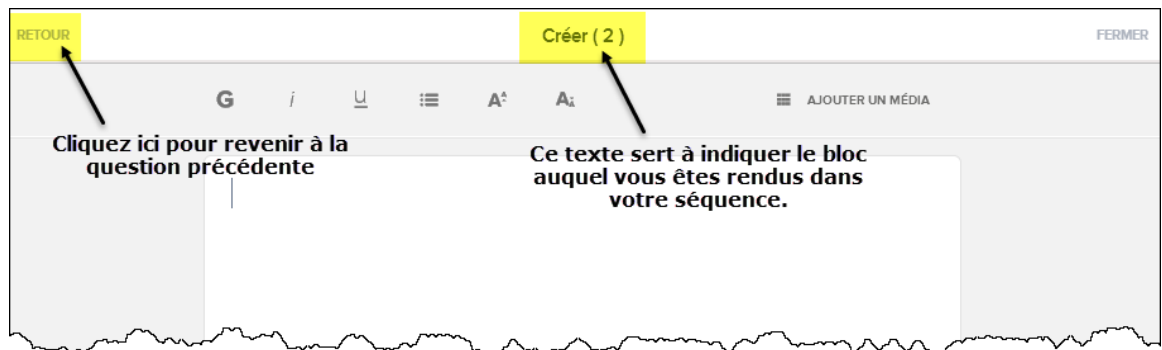 RETOUR
Créer ( 2 )
FERMER
G i U A A AJOUTER UN MÉDIA
Cliquez ici pour revenir à la
question précédente
Ce texte sert à indiquer le bloc
auquel vous êtes rendus dans
votre séquence.